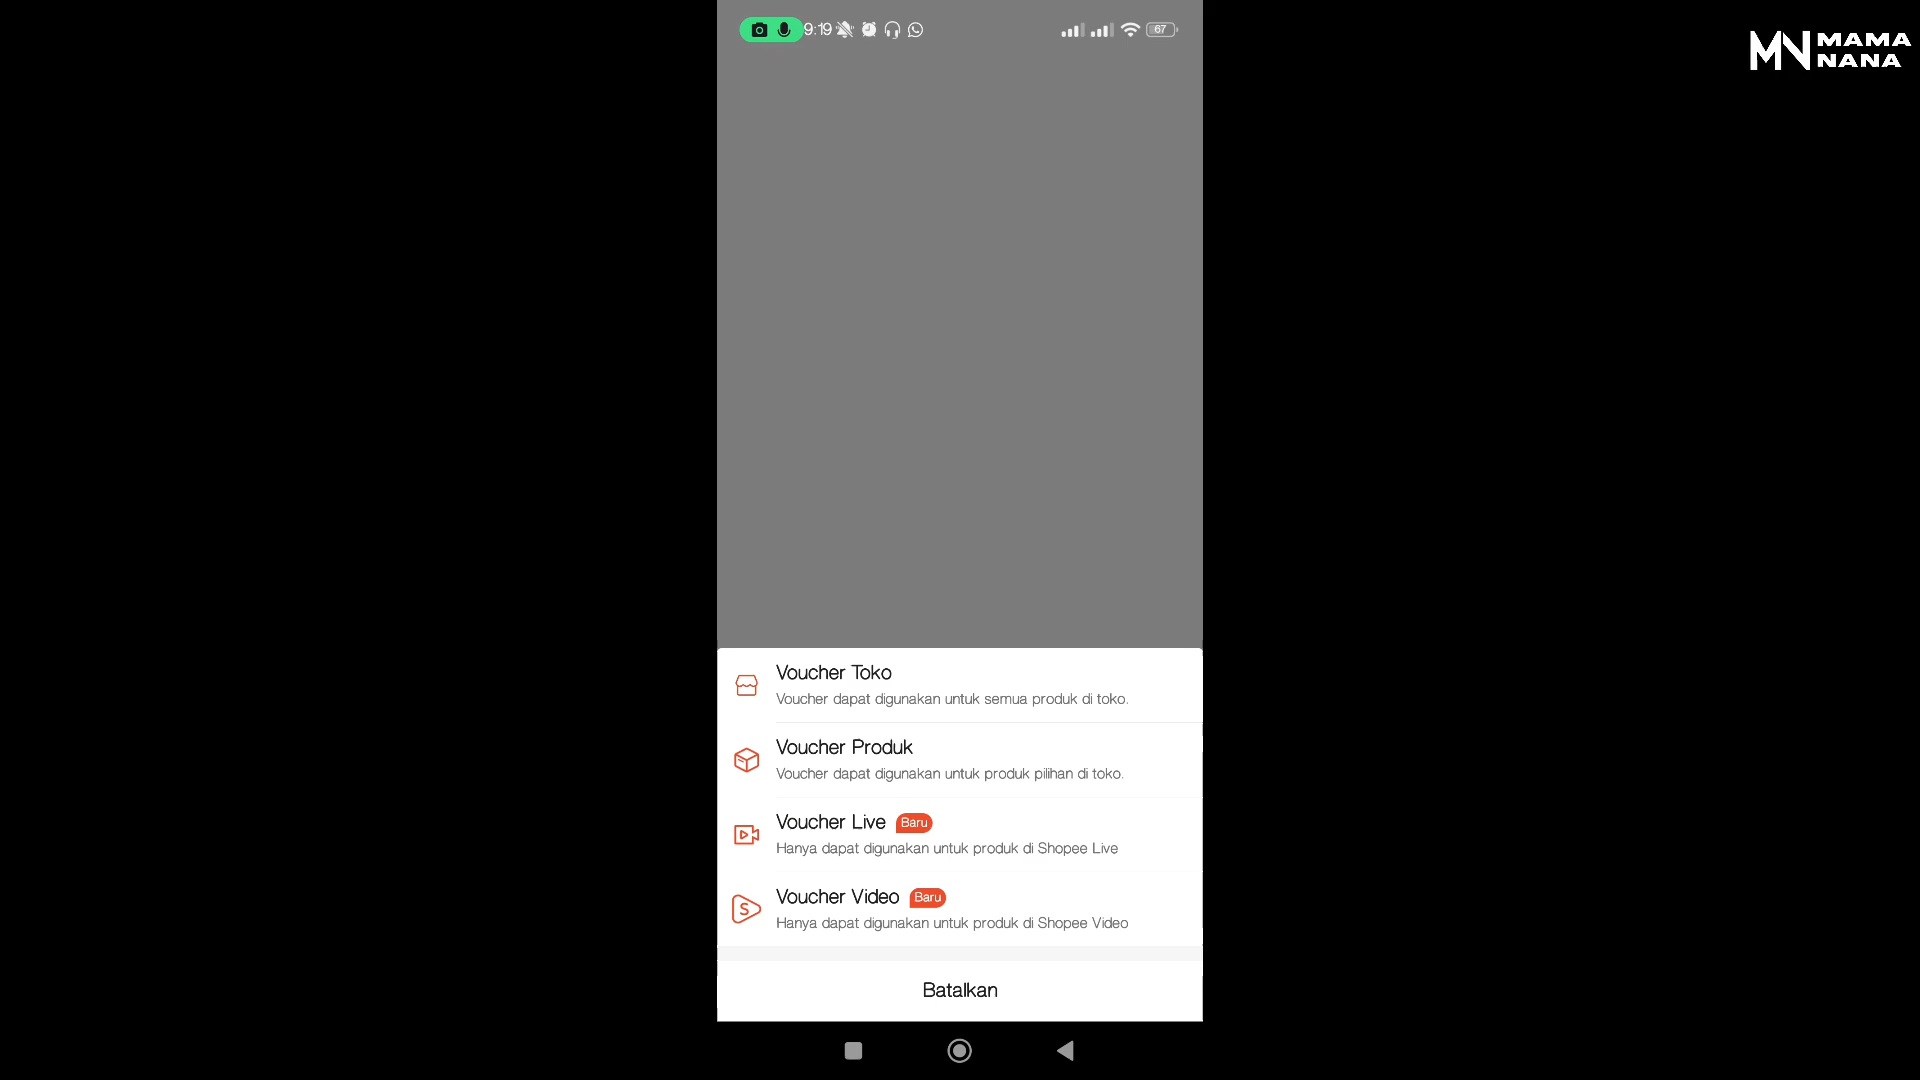 9:19
67
MN MAMA
NANA
Voucher Toko
Voucher dapat digunakan untuk semua produk di toko.
Voucher Produk
Voucher dapat digunakan untuk produk pilihan di toko.
Voucher Live Baru
Hanya dapat digunakan untuk produk di Shopee Live
S
Voucher Video Baru
Hanya dapat digunakan untuk produk di Shopee Video
Batalkan